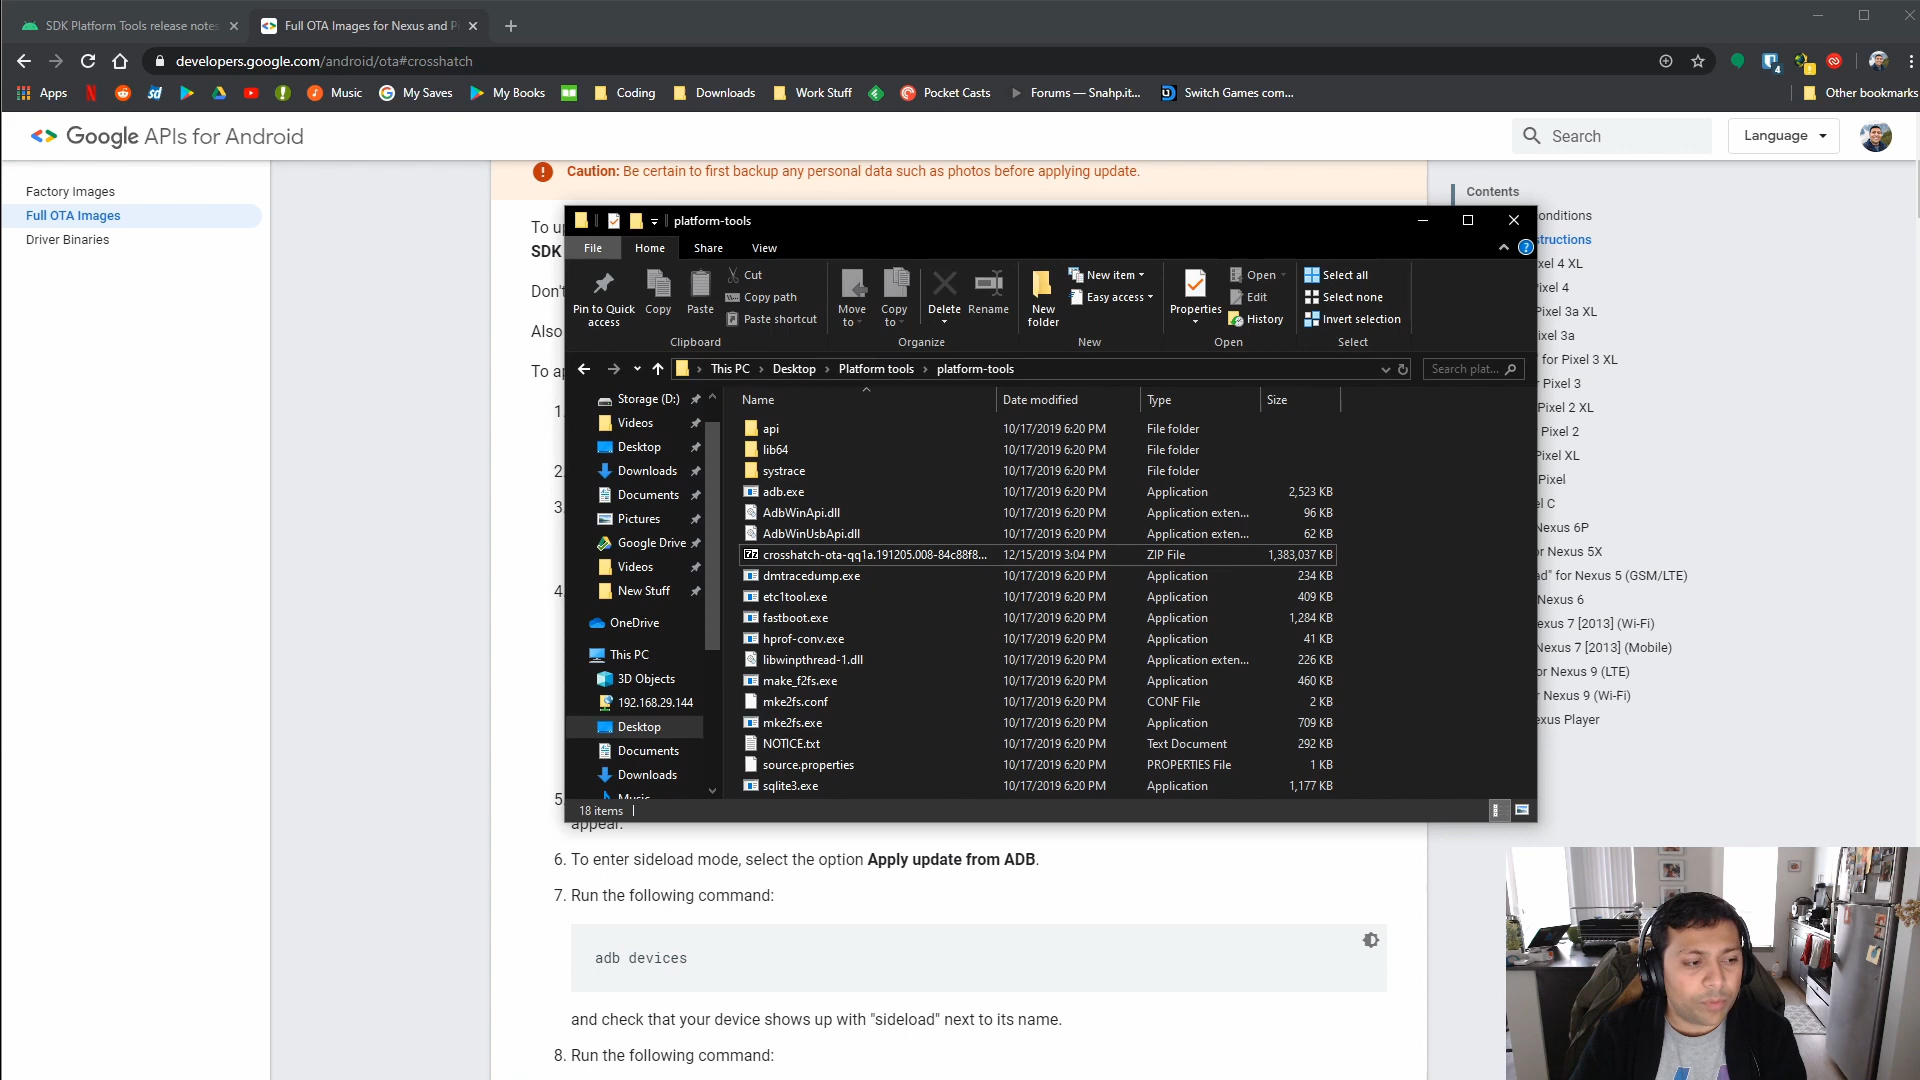 SDK Platform Tools release notes
Full OTA Images for Nexus and Pi
developers.google.com/android/ota#crosshatch
Apps
Music
My Saves
My Books
Coding
Downloads
Work Stuff
Pocket Casts
Forums — Snahp.it...
Switch Games com...
Other bookmarks
Google APIs for Android
Search
Language
Factory Images
Full OTA Images
Driver Binaries
Caution: Be certain to first backup any personal data such as photos before applying update.
To u
SDK
Don't
Also
To a
1.
2.
3.
4.
5.
appear.
6. To enter sideload mode, select the option Apply update from ADB.
7. Run the following command:
adb devices
and check that your device shows up with "sideload" next to its name.
8. Run the following command:
Contents
onditions
tructions
xel 4 XL
ixel 4
ixel 3a XL
ixel 3a
" for Pixel 3 XL
r Pixel 3
Pixel 2 XL
Pixel 2
ixel XL
ixel
l C
Nexus 6P
Nexus 5X
d" for Nexus 5 (GSM/LTE)
Nexus 6
exus 7 [2013] (Wi-Fi)
Nexus 7 [2013] (Mobile)
or Nexus 9 (LTE)
r Nexus 9 (Wi-Fi)
exus Player
platform-tools
File
Home
Share
View
Pin to Quick access
Copy
Paste
Cut
Copy path
Paste shortcut
Clipboard
Move to
Copy to
Delete
Rename
Organize
New folder
New item
Easy access
New
Properties
Open
Edit
History
Open
Select all
Select none
Invert selection
Select
This PC > Desktop > Platform tools > platform-tools
Search plat...
Storage (D:)
Videos
Desktop
Downloads
Documents
Pictures
Google Drive
Videos
New Stuff
OneDrive
This PC
3D Objects
192.168.29.144
Desktop
Documents
Downloads
Music
Name Date modified Type Size
api 10/17/2019 6:20 PM File folder
lib64 10/17/2019 6:20 PM File folder
systrace 10/17/2019 6:20 PM File folder
adb.exe 10/17/2019 6:20 PM Application 2,523 KB
AdbWinApi.dll 10/17/2019 6:20 PM Application exten... 96 KB
AdbWinUsbApi.dll 10/17/2019 6:20 PM Application exten... 62 KB
crosshatch-ota-qq1a.191205.008-84c88f8... 12/15/2019 3:04 PM ZIP File 1,383,037 KB
dmtracedump.exe 10/17/2019 6:20 PM Application 234 KB
etc1tool.exe 10/17/2019 6:20 PM Application 409 KB
fastboot.exe 10/17/2019 6:20 PM Application 1,284 KB
hprof-conv.exe 10/17/2019 6:20 PM Application 41 KB
libwinpthread-1.dll 10/17/2019 6:20 PM Application exten... 226 KB
make_f2fs.exe 10/17/2019 6:20 PM Application 460 KB
mke2fs.conf 10/17/2019 6:20 PM CONF File 2 KB
mke2fs.exe 10/17/2019 6:20 PM Application 709 KB
NOTICE.txt 10/17/2019 6:20 PM Text Document 292 KB
source.properties 10/17/2019 6:20 PM PROPERTIES File 1 KB
sqlite3.exe 10/17/2019 6:20 PM Application 1,177 KB
18 items